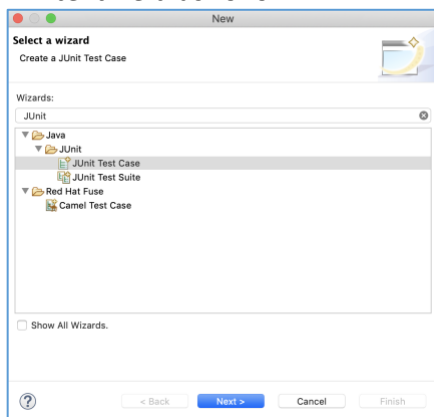 New
Select a wizard
Create a JUnit Test Case
Wizards:
JUnit
Java
JUnit
JUnit Test Case
JUnit Test Suite
Red Hat Fuse
Camel Test Case
Show All Wizards.
? < Back Next > Cancel Finish